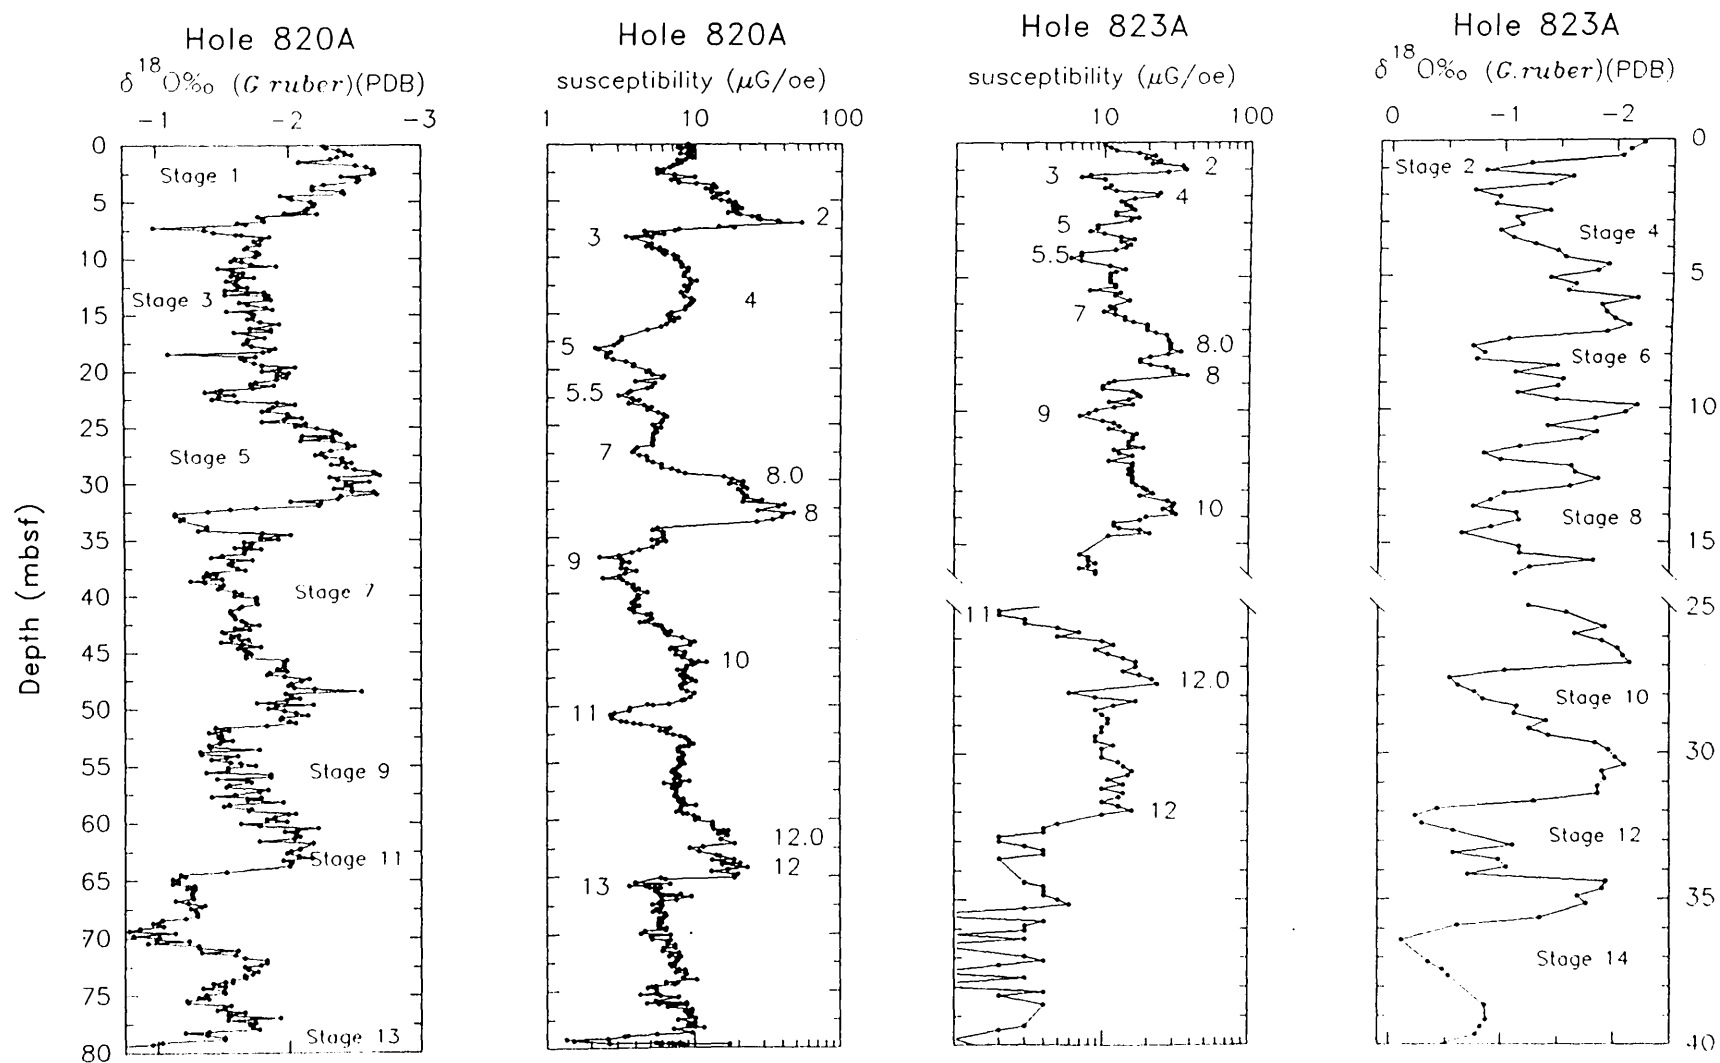 Hole 820A
δ18O‰ (G. ruber)(PDB)
−1 −2 −3
Depth (mbsf)
0
5
10
15
20
25
30
35
40
45
50
55
60
65
70
75
80
Stage 1
Stage 3
Stage 5
Stage 7
Stage 9
Stage 11
Stage 13
Hole 820A
susceptibility (μG/oe)
1 10 100
2
3
4
5
5.5
7
8.0
8
9
10
11
12.0
12
13
Hole 823A
susceptibility (μG/oe)
10 100
2
3
4
5
5.5
7
8.0
8
9
10
11
12.0
12
Hole 823A
δ18O‰ (G. ruber)(PDB)
0 −1 −2
Stage 2
Stage 4
Stage 6
Stage 8
Stage 10
Stage 12
Stage 14
0
5
10
15
25
30
35
40